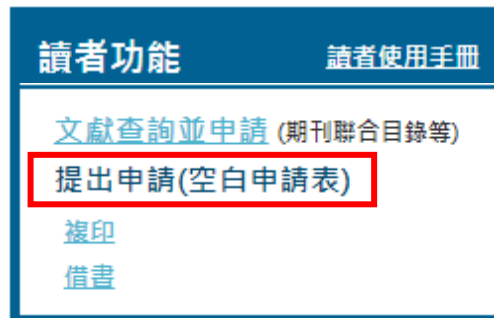 讀者功能 讀者使用手冊
文獻查詢並申請 (期刊聯合目錄等)
提出申請(空白申請表)
複印
借書